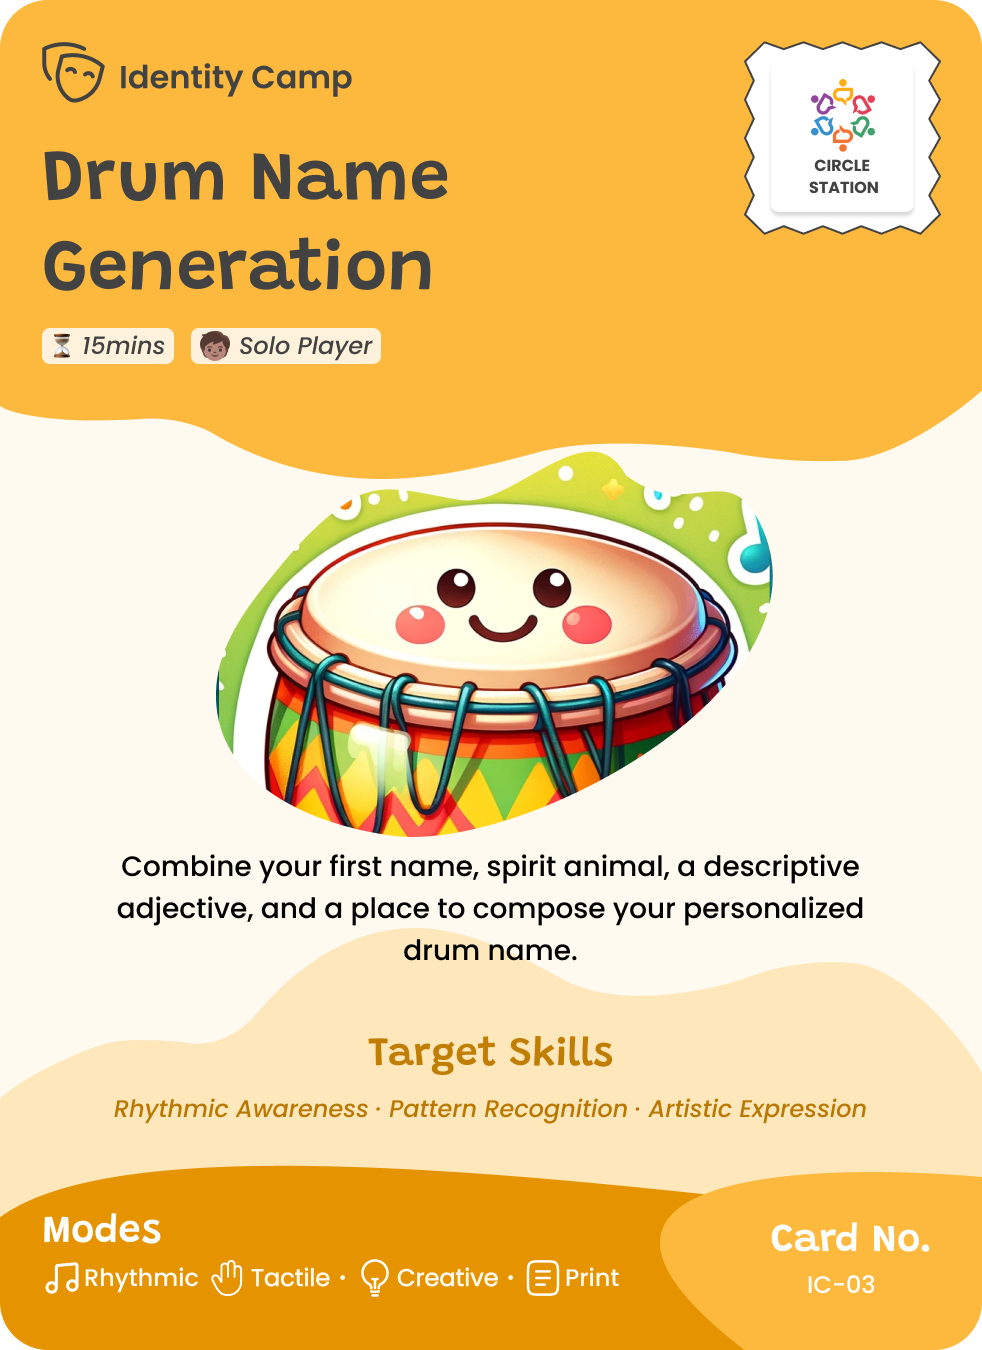 Identity Camp
CIRCLE
STATION
Drum Name
Generation
15mins Solo Player
Combine your first name, spirit animal, a descriptive
adjective, and a place to compose your personalized
drum name.
Target Skills
Rhythmic Awareness · Pattern Recognition · Artistic Expression
Modes
Rhythmic Tactile · Creative · Print
Card No.
IC-03